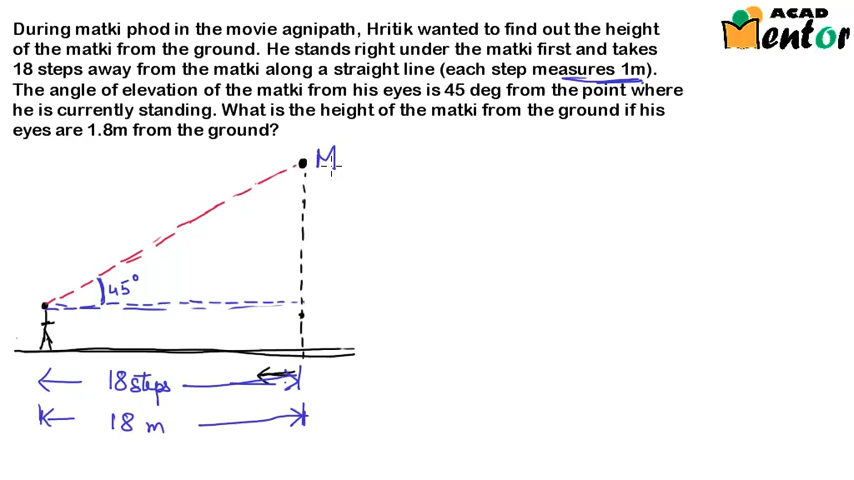 During matki phod in the movie agnipath, Hritik wanted to find out the height
of the matki from the ground. He stands right under the matki first and takes
18 steps away from the matki along a straight line (each step measures 1m).
The angle of elevation of the matki from his eyes is 45 deg from the point where
he is currently standing. What is the height of the matki from the ground if his
eyes are 1.8m from the ground?
ACAD
Mentor
M
45°
18 steps
18 m